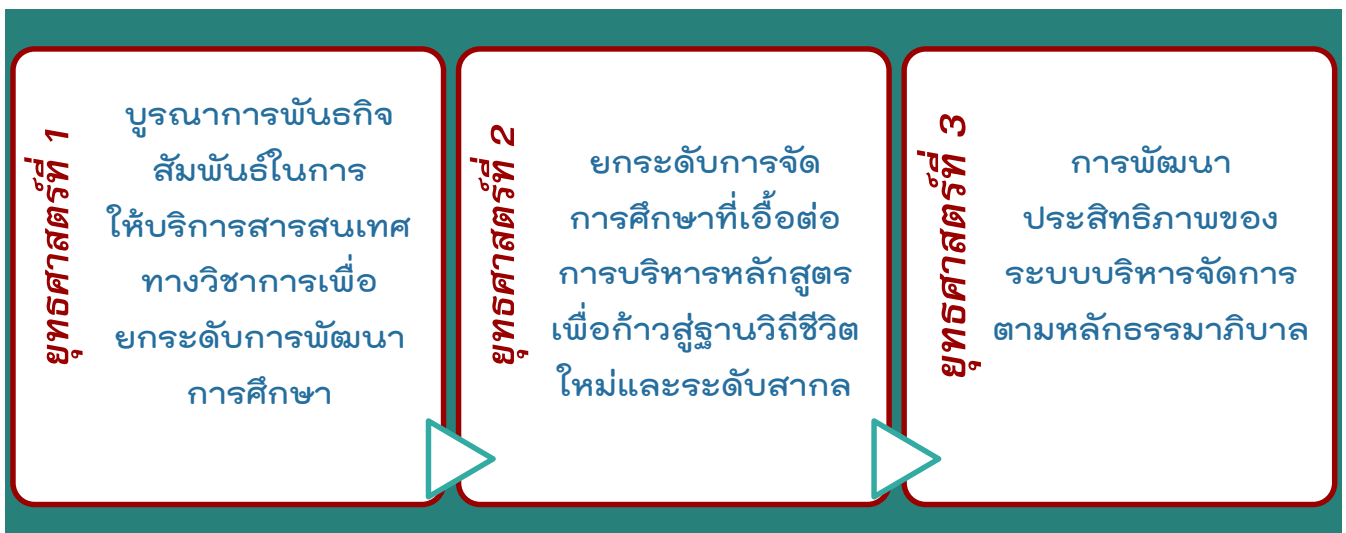 ยุทธศาสตร์ที่ 1
บูรณาการพันธกิจ
สัมพันธ์ในการ
ให้บริการสารสนเทศ
ทางวิชาการเพื่อ
ยกระดับการพัฒนา
การศึกษา
ยุทธศาสตร์ที่ 2
ยกระดับการจัด
การศึกษาที่เอื้อต่อ
การบริหารหลักสูตร
เพื่อก้าวสู่ฐานวิถีชีวิต
ใหม่และระดับสากล
ยุทธศาสตร์ที่ 3
การพัฒนา
ประสิทธิภาพของ
ระบบบริหารจัดการ
ตามหลักธรรมาภิบาล